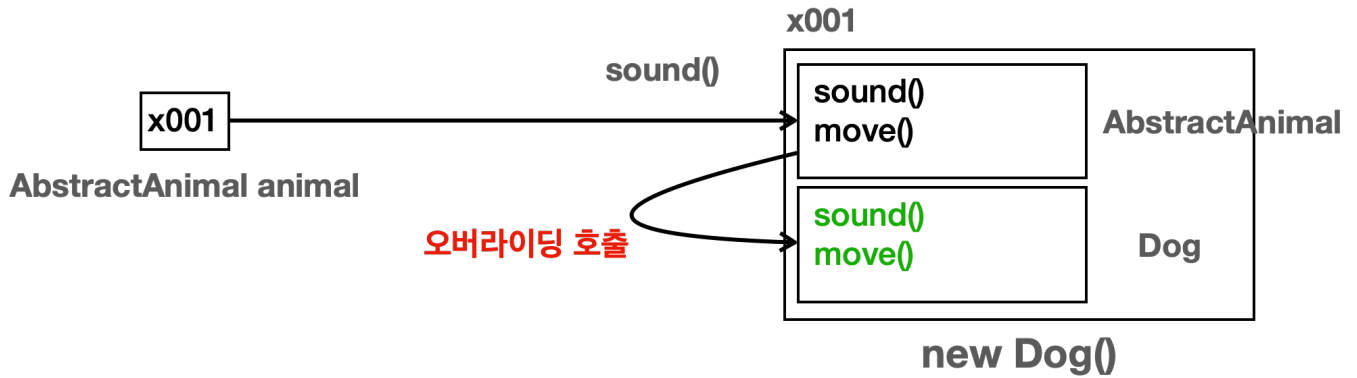 x001
sound()
sound()
move()
AbstractAnimal
x001
AbstractAnimal animal
오버라이딩 호출
sound()
move()
Dog
new Dog()